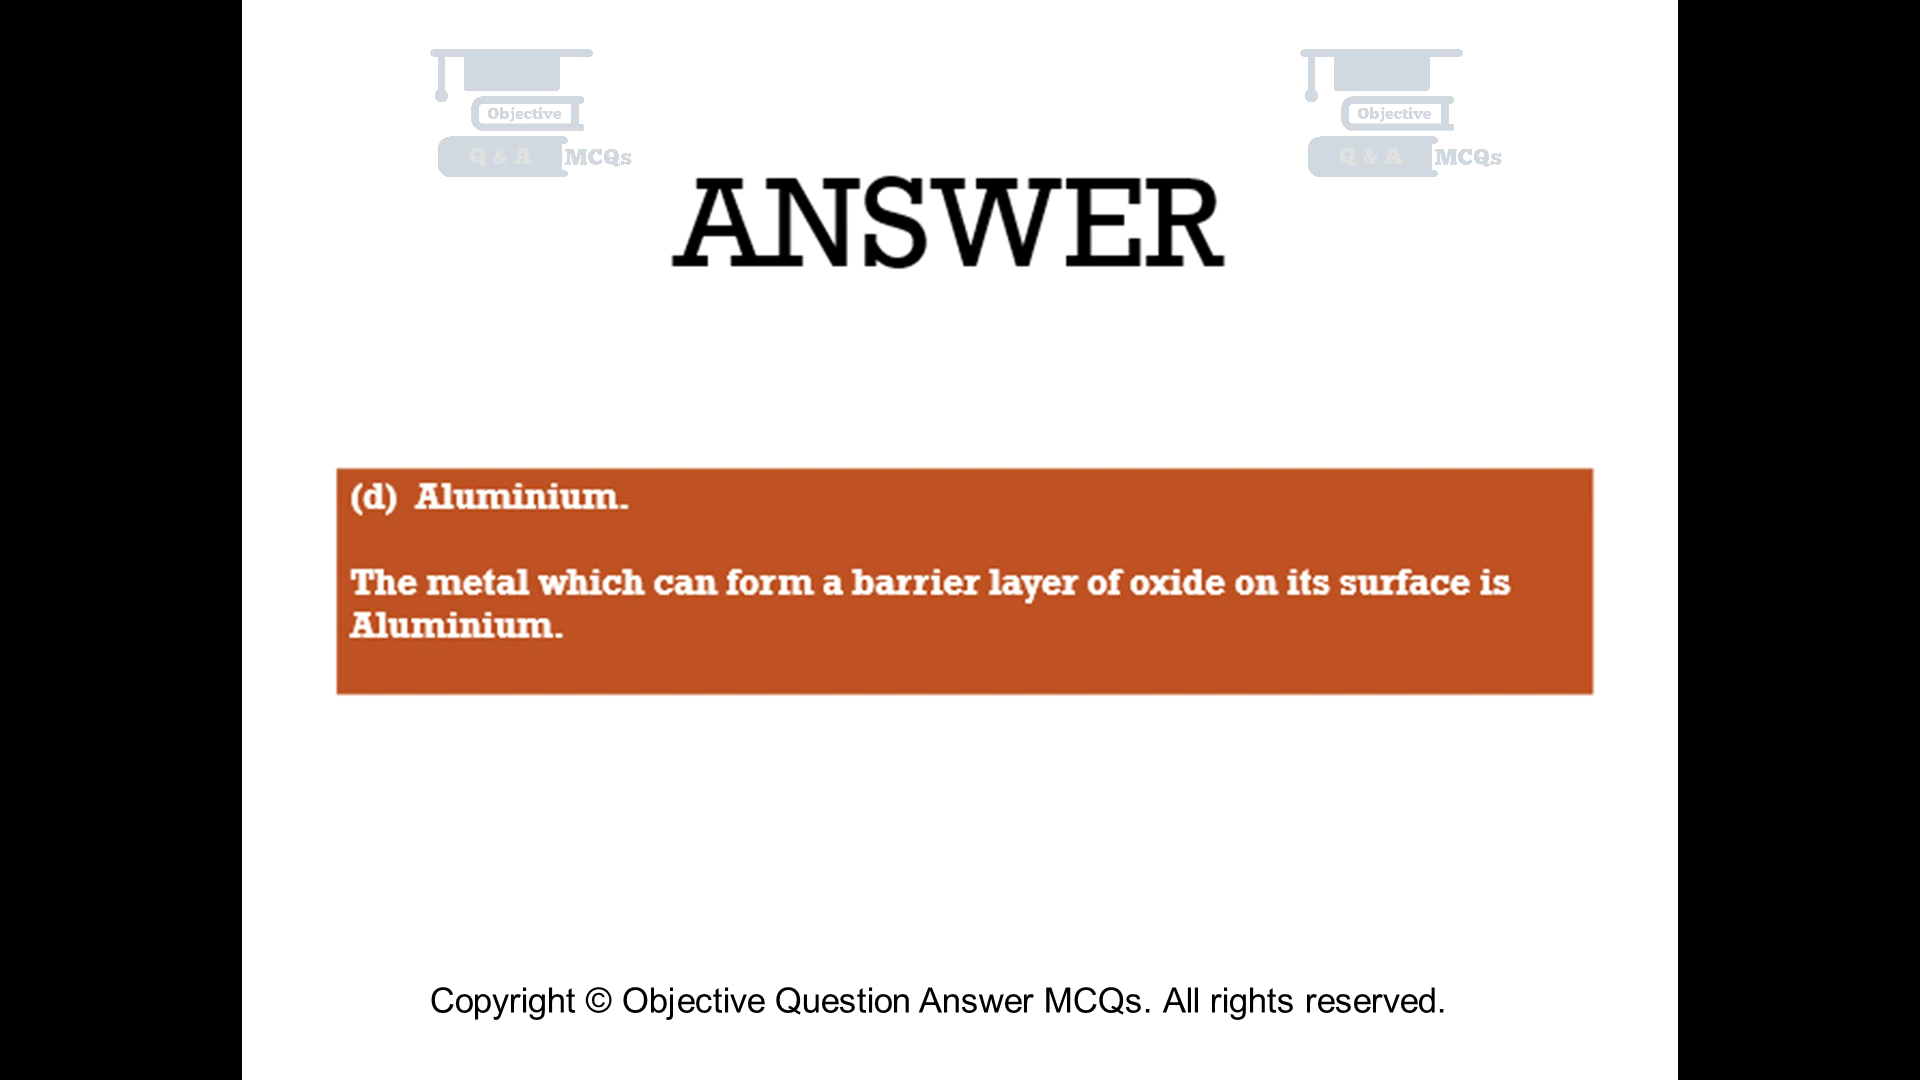 Objective
Q & A MCQs
Objective
Q & A MCQs
ANSWER
(d) Aluminium.
The metal which can form a barrier layer of oxide on its surface is
Aluminium.
Copyright © Objective Question Answer MCQs. All rights reserved.